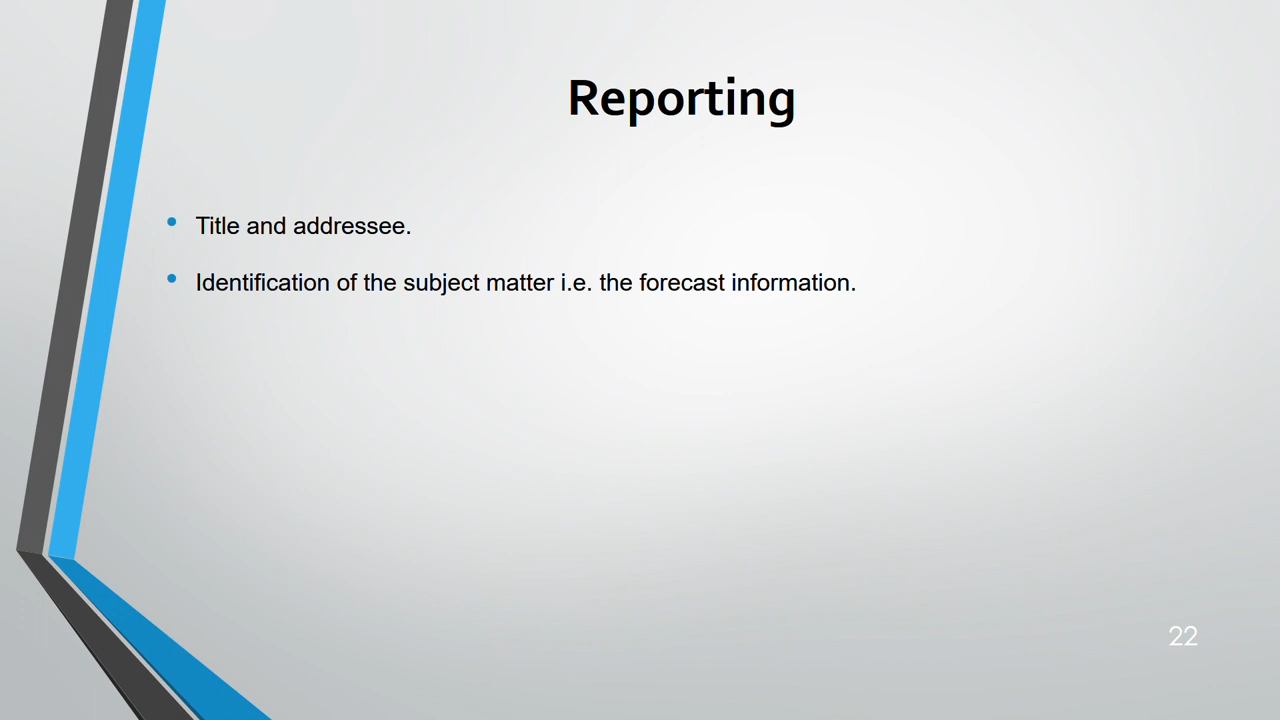 Reporting
• Title and addressee.
• Identification of the subject matter i.e. the forecast information.
22